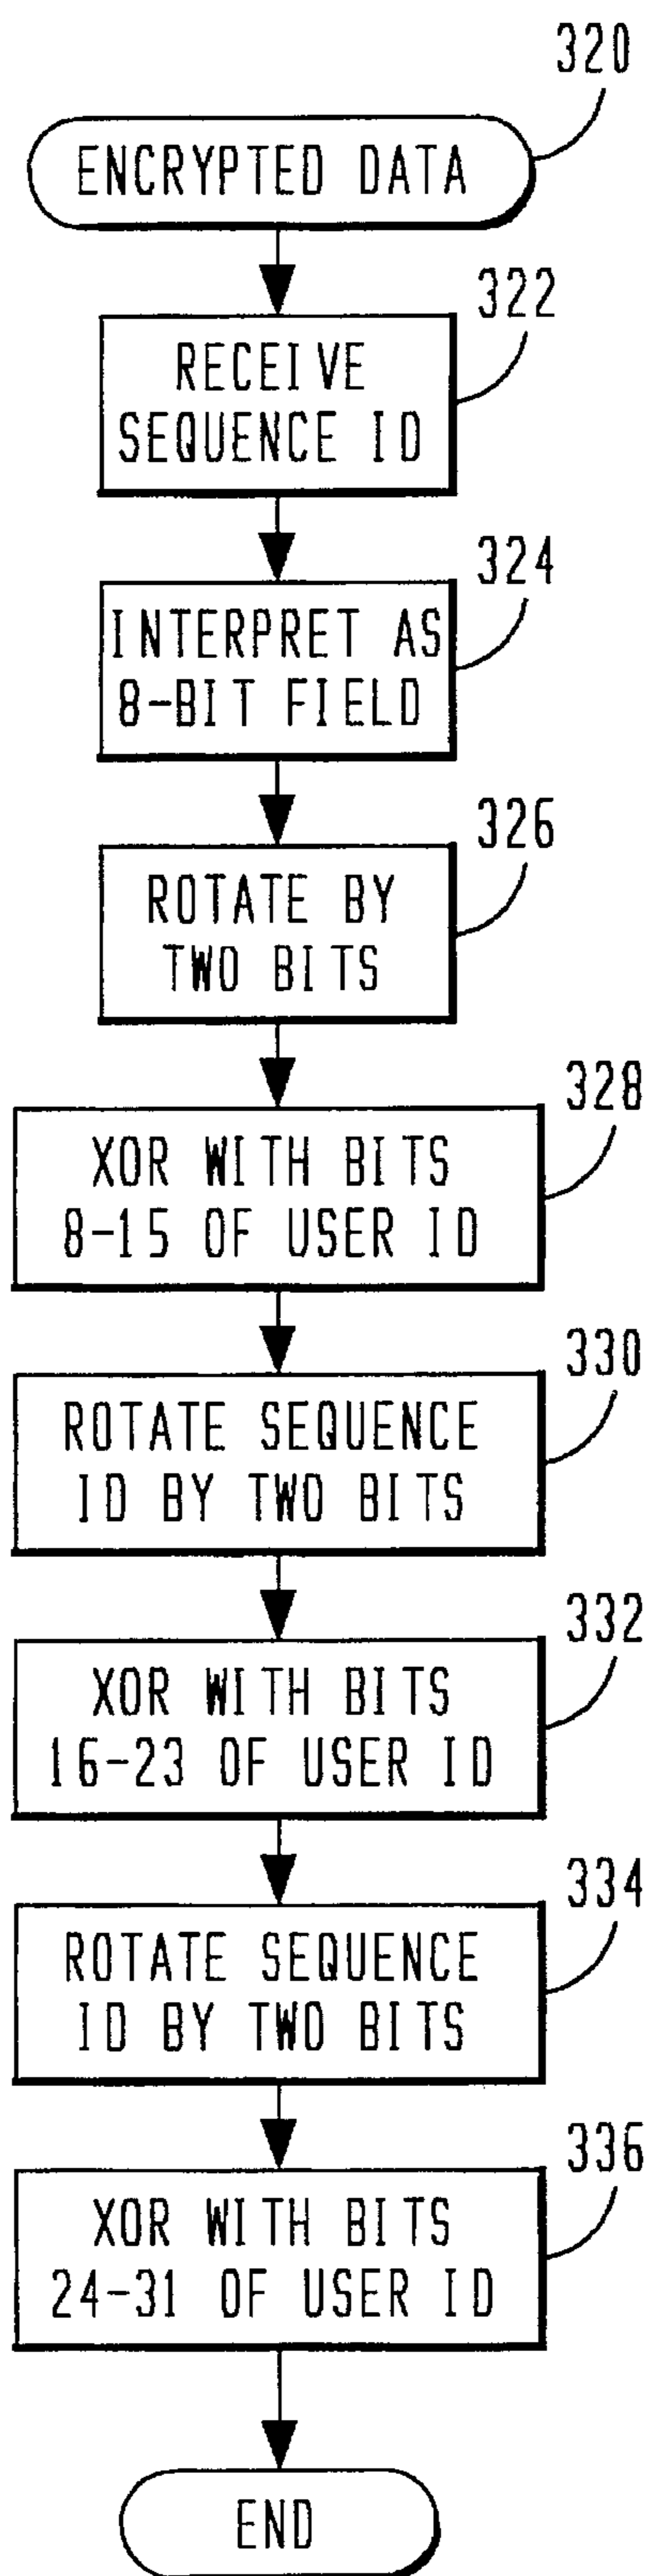 320
ENCRYPTED DATA
322
RECEIVE
SEQUENCE ID
324
INTERPRET AS
8-BIT FIELD
326
ROTATE BY
TWO BITS
328
XOR WITH BITS
8-15 OF USER ID
330
ROTATE SEQUENCE
ID BY TWO BITS
332
XOR WITH BITS
16-23 OF USER ID
334
ROTATE SEQUENCE
ID BY TWO BITS
336
XOR WITH BITS
24-31 OF USER ID
END